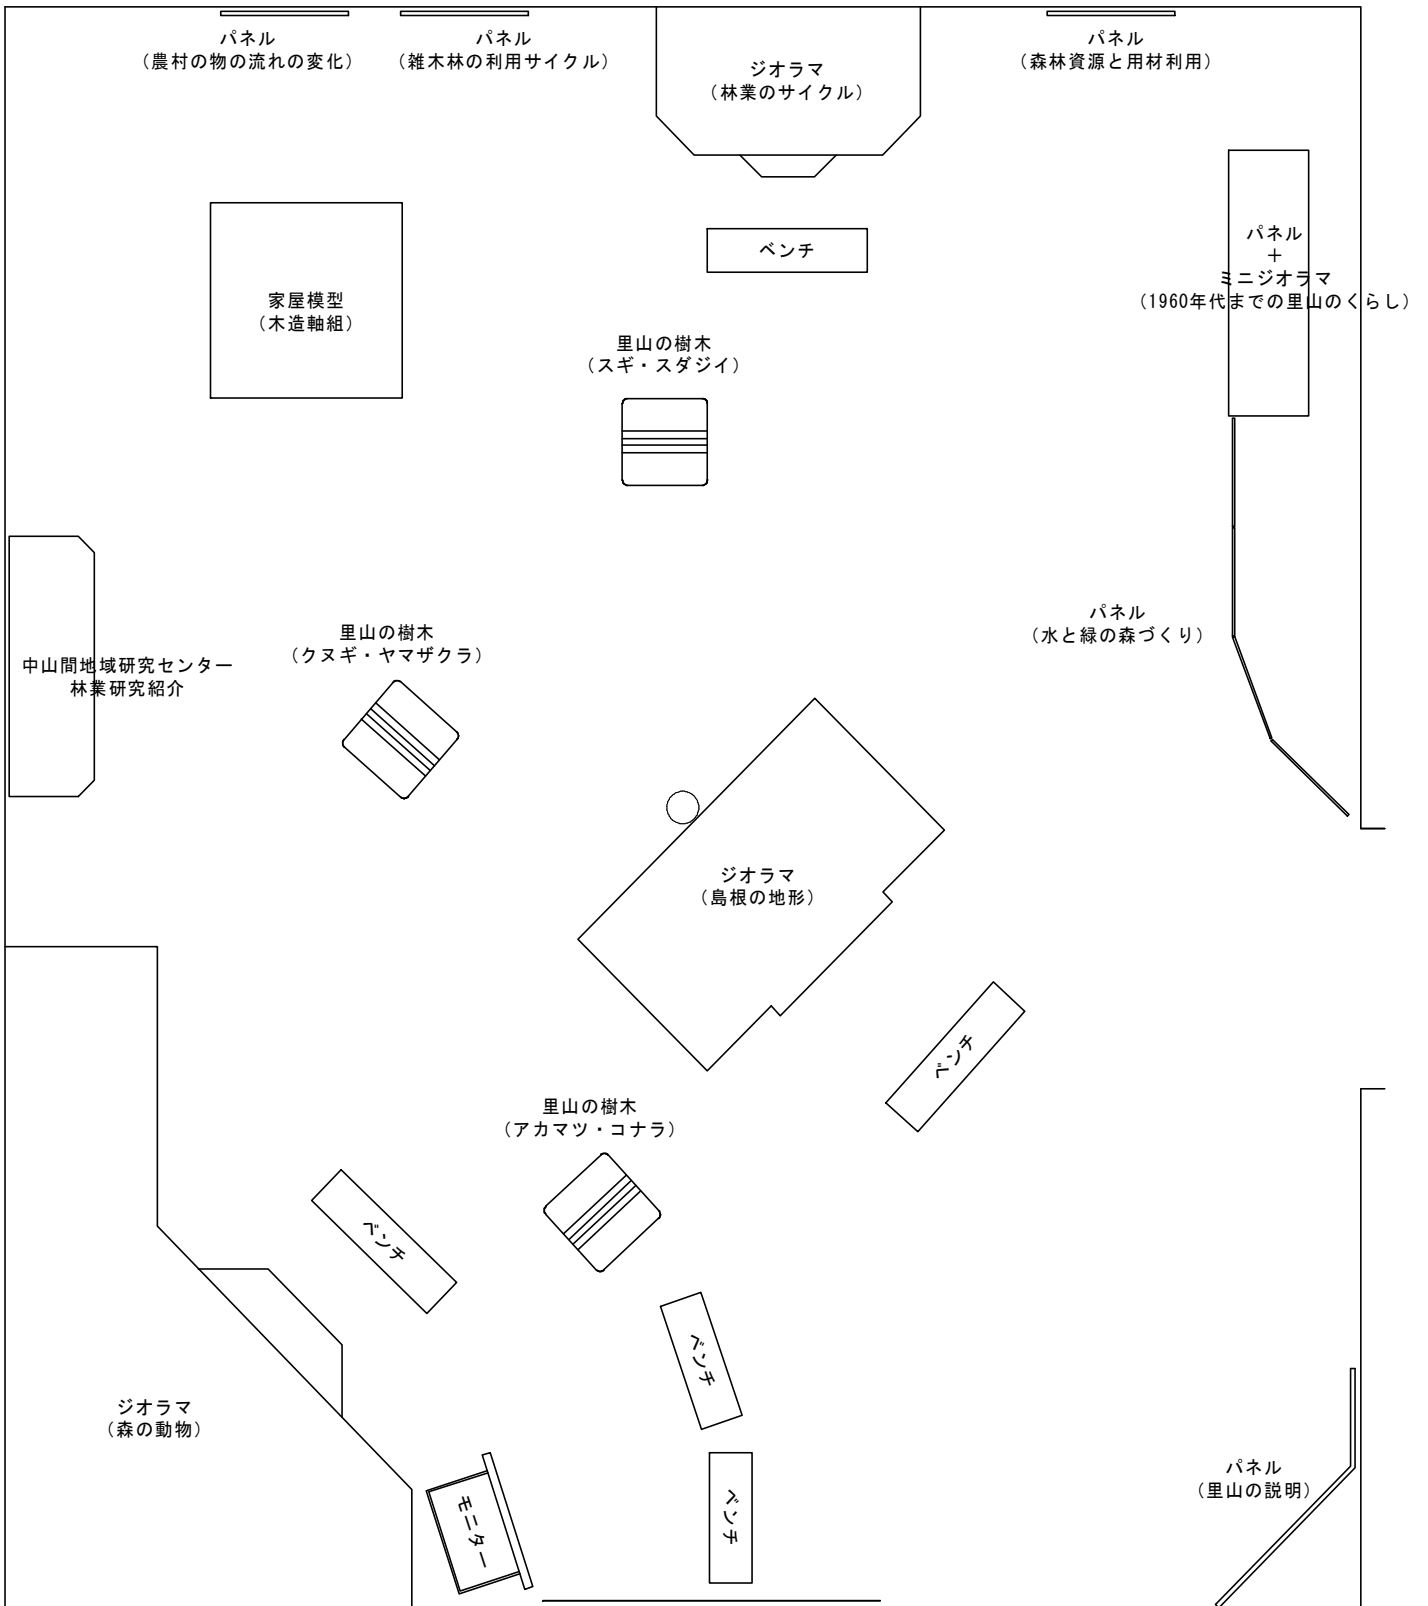 パネル
（農村の物の流れの変化）
パネル
（雑木林の利用サイクル）
ジオラマ
（林業のサイクル）
パネル
（森林資源と用材利用）
ベンチ
パネル
＋
ミニジオラマ
（1960年代までの里山のくらし）
家屋模型
（木造軸組）
里山の樹木
（スギ・スダジイ）
パネル
（水と緑の森づくり）
里山の樹木
（クヌギ・ヤマザクラ）
中山間地域研究センター
林業研究紹介
ジオラマ
（島根の地形）
ベンチ
里山の樹木
（アカマツ・コナラ）
ベンチ
ベンチ
ジオラマ
（森の動物）
パネル
（里山の説明）
モニター
ベンチ